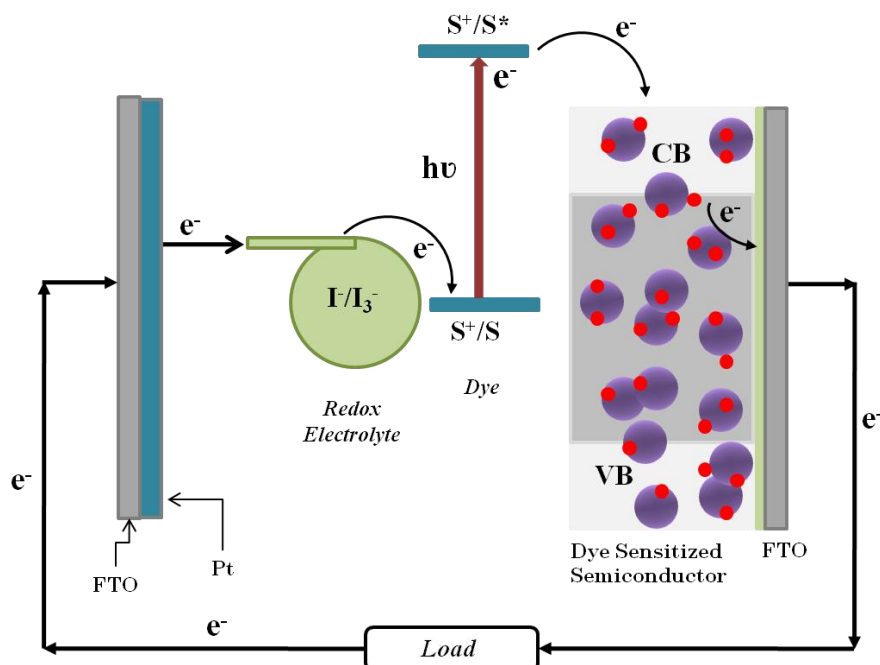 S⁺/S*
e⁻
e⁻
CB
hυ
e⁻
e⁻
e⁻
I⁻/I₃⁻
S⁺/S
Dye
Redox
Electrolyte
e⁻
e⁻
VB
Pt
FTO
Dye Sensitized
Semiconductor
FTO
e⁻
Load